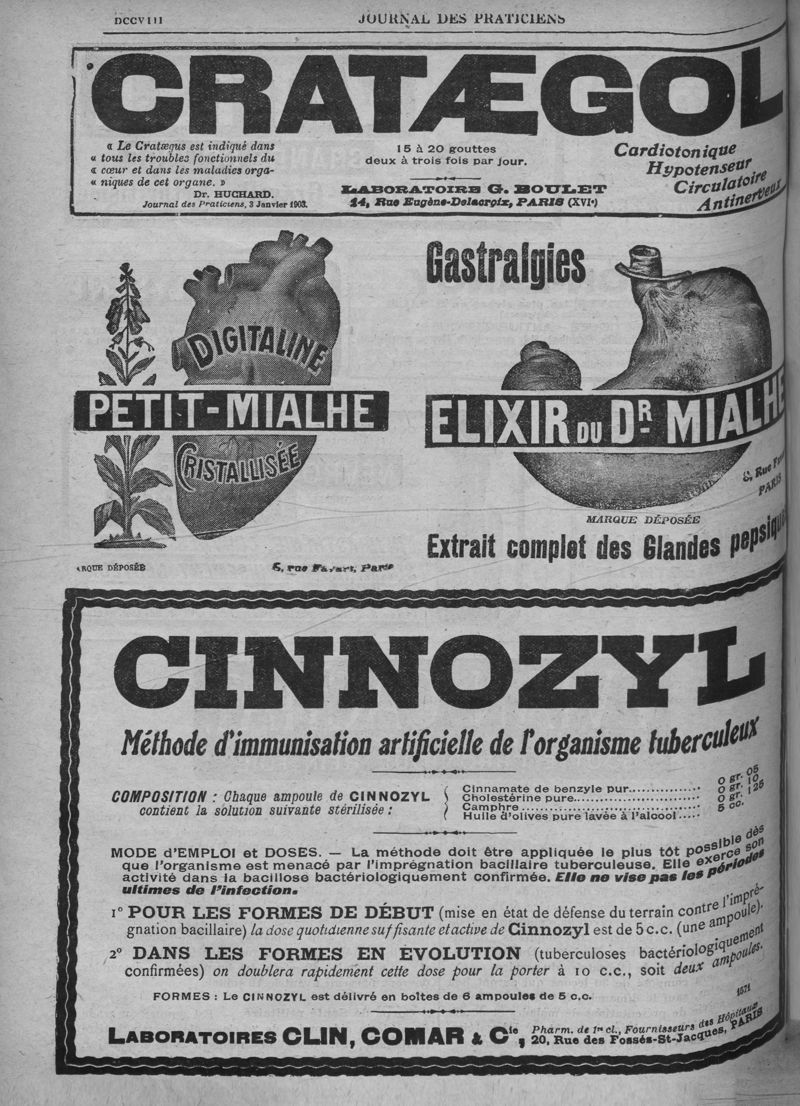 DCCVIII
JOURNAL DES PRATICIENS
CRATÆGOL
« Le Cratægus est indiqué dans
« tous les troubles fonctionnels du
« cœur et dans les maladies orga-
« niques de cet organe. »
Dr. HUCHARD.
Journal des Praticiens, 3 Janvier 1903.
15 à 20 gouttes
deux à trois fois par jour.
LABORATOIRE G. BOULET
14, Rue Eugène-Delacroix, PARIS (XVIe)
Cardiotonique
Hypotenseur
Circulatoire
Antinerveux
DIGITALINE
PETIT-MIALHE
CRISTALLISÉE
ARQUE DÉPOSÉE
8, rue Favart, Paris
Gastralgies
ELIXIR DU DR MIALHE
8, Rue
PARIS
MARQUE DÉPOSÉE
Extrait complet des Glandes pepsiqu
CINNOZYL
Méthode d'immunisation artificielle de l'organisme tuberculeux
COMPOSITION : Chaque ampoule de CINNOZYL
contient la solution suivante stérilisée :
Cinnamate de benzyle pur............... 0 gr. 05
Cholestérine pure........................... 0 gr. 10
Camphre....................................... 0 gr. 125
Huile d'olives pure lavée à l'alcool..... 5 cc.
MODE d'EMPLOI et DOSES. — La méthode doit être appliquée le plus tôt possible dès
que l'organisme est menacé par l'imprégnation bacillaire tuberculeuse. Elle exerce son
activité dans la bacillose bactériologiquement confirmée. Elle ne vise pas les périodes
ultimes de l'infection.
1o POUR LES FORMES DE DÉBUT (mise en état de défense du terrain contre l'impré-
gnation bacillaire) la dose quotidienne suffisante et active de Cinnozyl est de 5 c.c. (une ampoule).
2o DANS LES FORMES EN ÉVOLUTION (tuberculoses bactériologiquement
confirmées) on doublera rapidement cette dose pour la porter à 10 c.c., soit deux ampoules.
FORMES : Le CINNOZYL est délivré en boîtes de 6 ampoules de 5 c.c.
1571
LABORATOIRES CLIN, COMAR & Cie, Pharm. de 1re cl., Fournisseurs des Hôpitaux,
20, Rue des Fossés-St-Jacques, PARIS